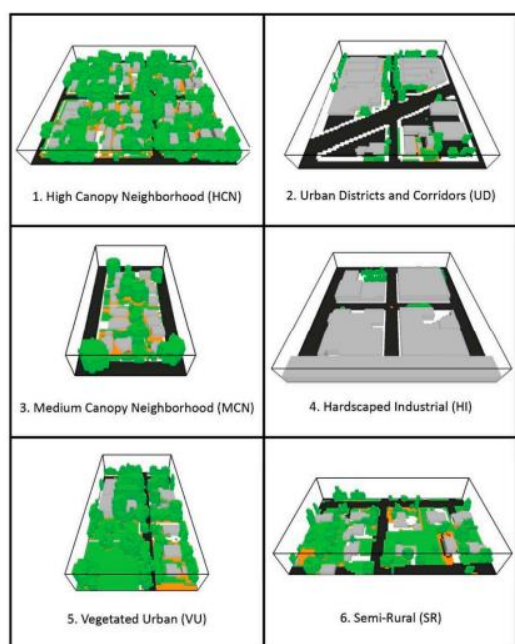 1. High Canopy Neighborhood (HCN)
2. Urban Districts and Corridors (UD)
3. Medium Canopy Neighborhood (MCN)
4. Hardscaped Industrial (HI)
5. Vegetated Urban (VU)
6. Semi-Rural (SR)